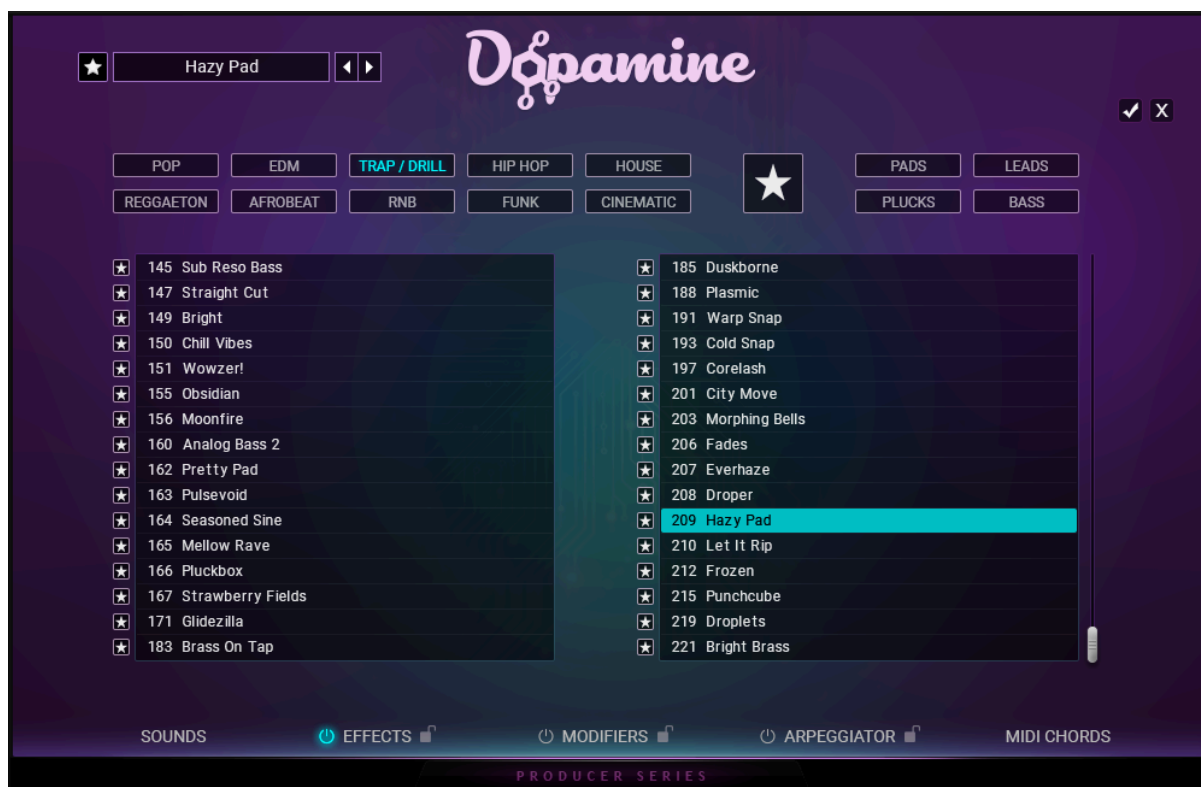 Dopamine
Hazy Pad
X
POP EDM TRAP / DRILL HIP HOP HOUSE PADS LEADS
REGGAETON AFROBEAT RNB FUNK CINEMATIC PLUCKS BASS
145 Sub Reso Bass
147 Straight Cut
149 Bright
150 Chill Vibes
151 Wowzer!
155 Obsidian
156 Moonfire
160 Analog Bass 2
162 Pretty Pad
163 Pulsevoid
164 Seasoned Sine
165 Mellow Rave
166 Pluckbox
167 Strawberry Fields
171 Glidezilla
183 Brass On Tap
185 Duskborne
188 Plasmic
191 Warp Snap
193 Cold Snap
197 Corelash
201 City Move
203 Morphing Bells
206 Fades
207 Everhaze
208 Droper
209 Hazy Pad
210 Let It Rip
212 Frozen
215 Punchcube
219 Droplets
221 Bright Brass
SOUNDS EFFECTS MODIFIERS ARPEGGIATOR MIDI CHORDS
PRODUCER SERIES